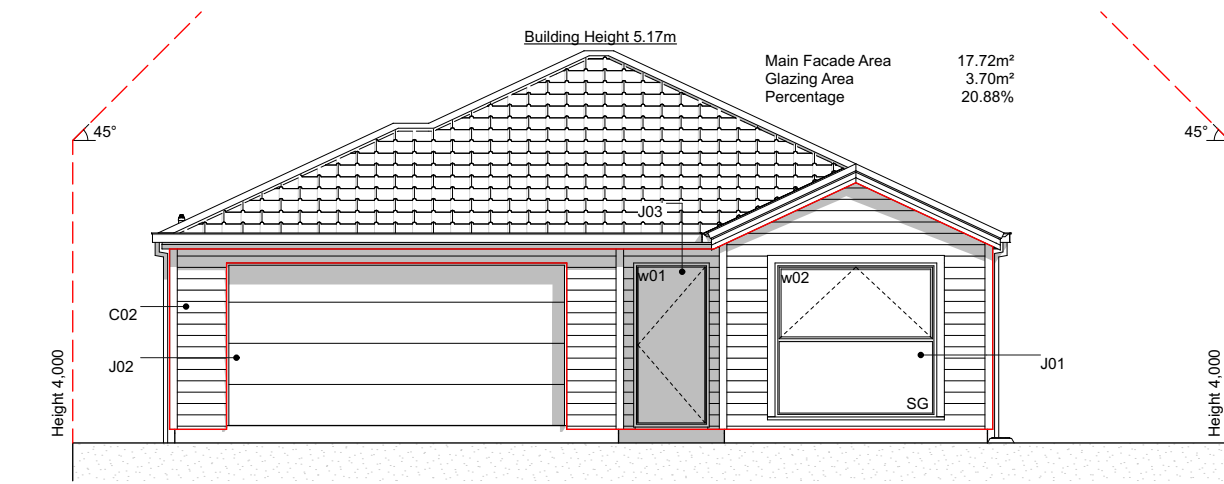 Building Height 5.17m
Main Facade Area 17.72m²
Glazing Area 3.70m²
Percentage 20.88%
45°
45°
J03
w01
w02
C02
J02
J01
SG
Height 4,000
Height 4,000